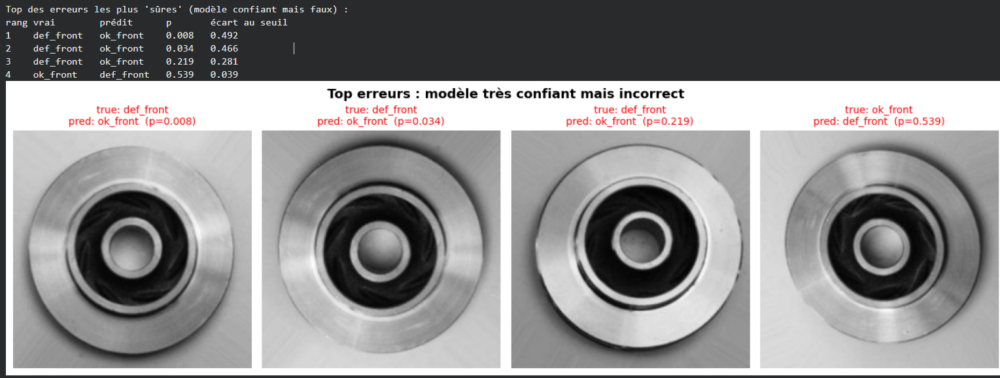 Top des erreurs les plus 'sûres' (modèle confiant mais faux) :
rang vrai prédit p écart au seuil
1 def_front ok_front 0.008 0.492
2 def_front ok_front 0.034 0.466
3 def_front ok_front 0.219 0.281
4 ok_front def_front 0.539 0.039
Top erreurs : modèle très confiant mais incorrect
true: def_front
pred: ok_front (p=0.008)
true: def_front
pred: ok_front (p=0.034)
true: def_front
pred: ok_front (p=0.219)
true: ok_front
pred: def_front (p=0.539)